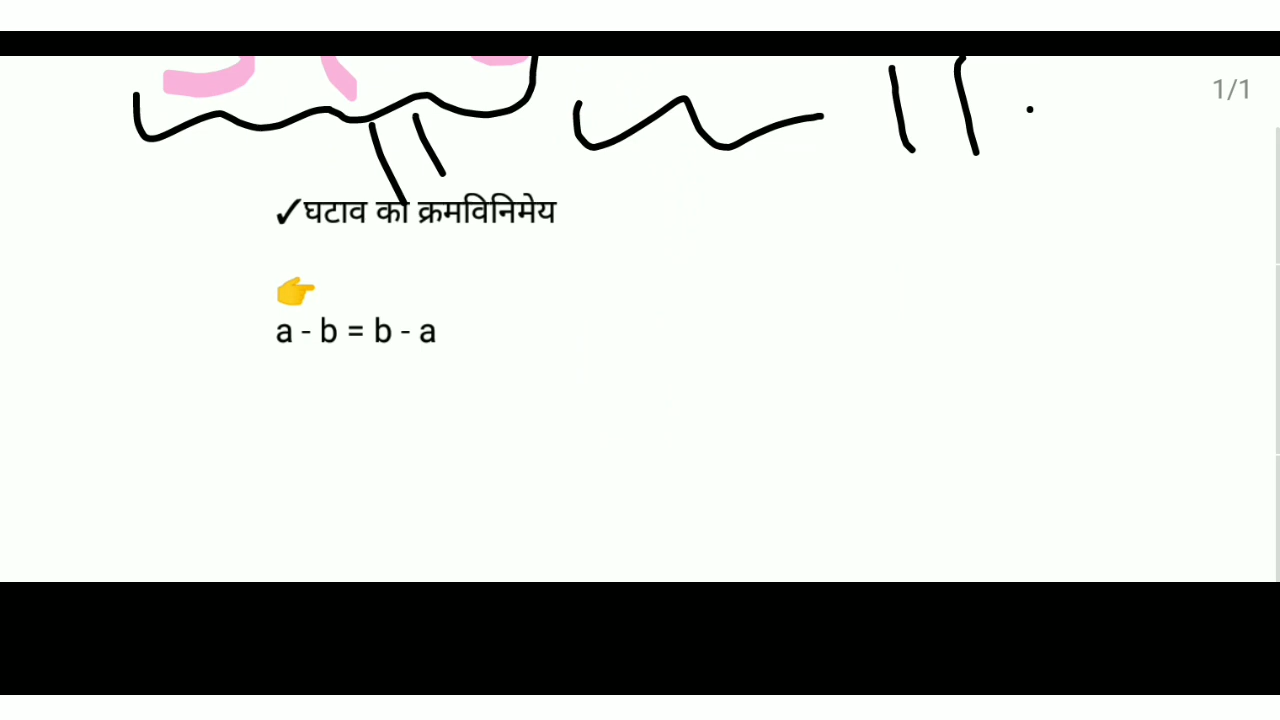 1/1
✓घटाव का क्रमविनिमेय
👉
a - b = b - a